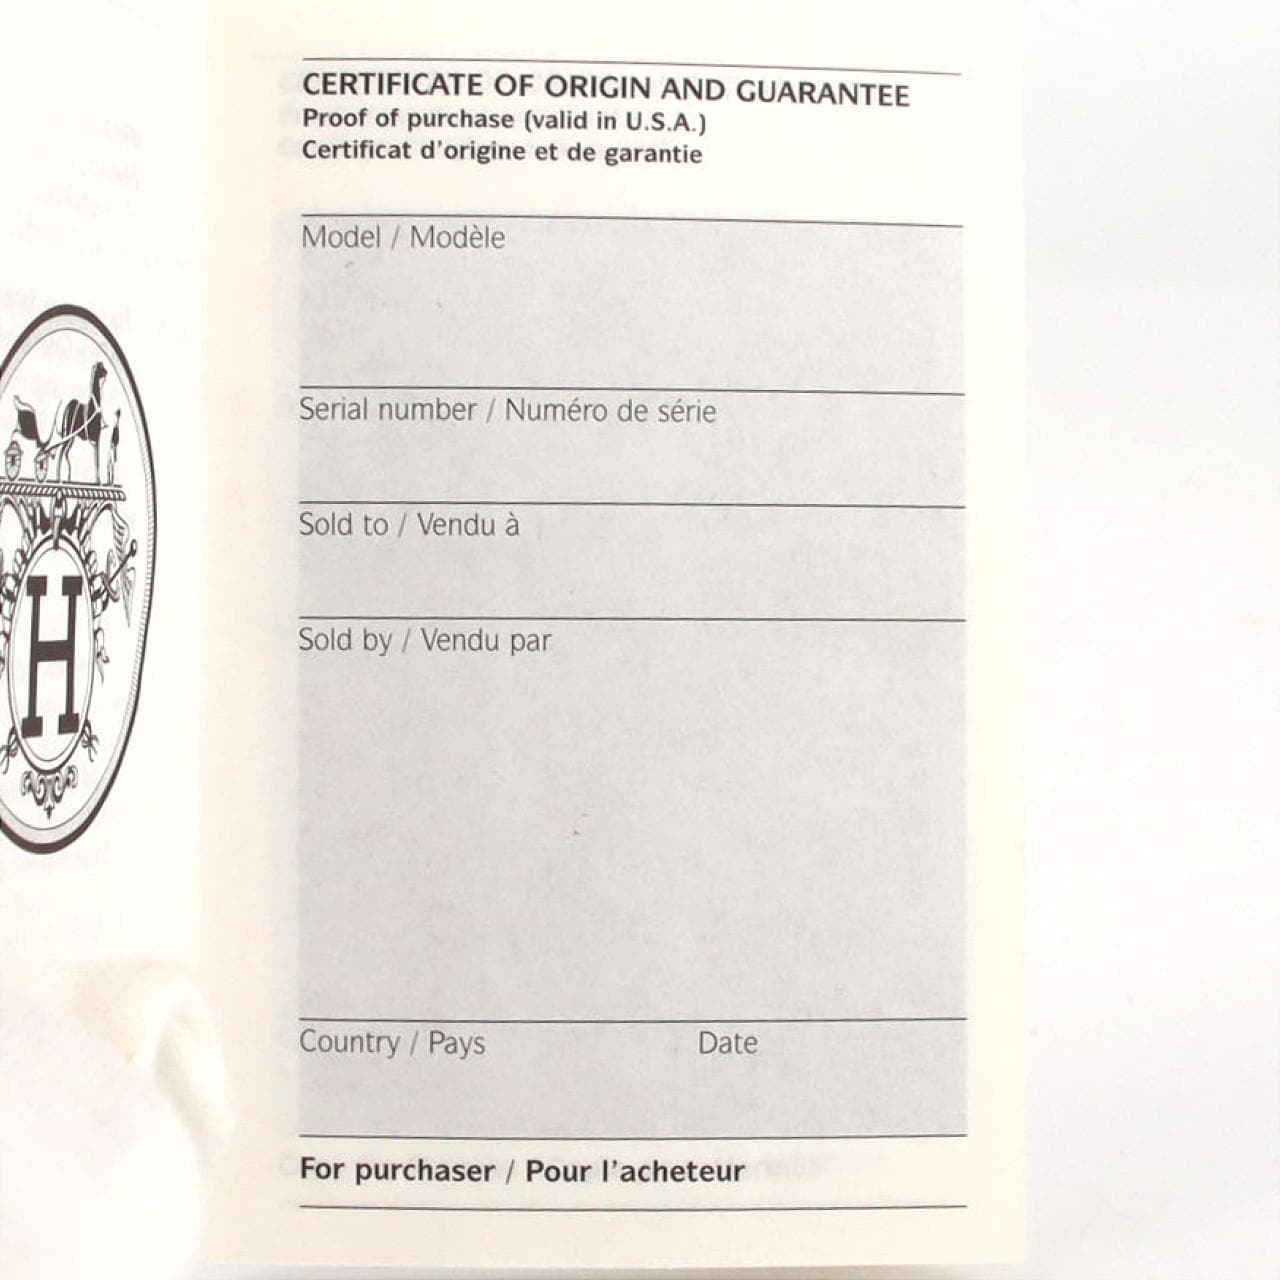 CERTIFICATE OF ORIGIN AND GUARANTEE
Proof of purchase (valid in U.S.A.)
Certificat d'origine et de garantie
Model / Modèle
Serial number / Numéro de série
Sold to / Vendu à
Sold by / Vendu par
Country / Pays Date
For purchaser / Pour l'acheteur
H